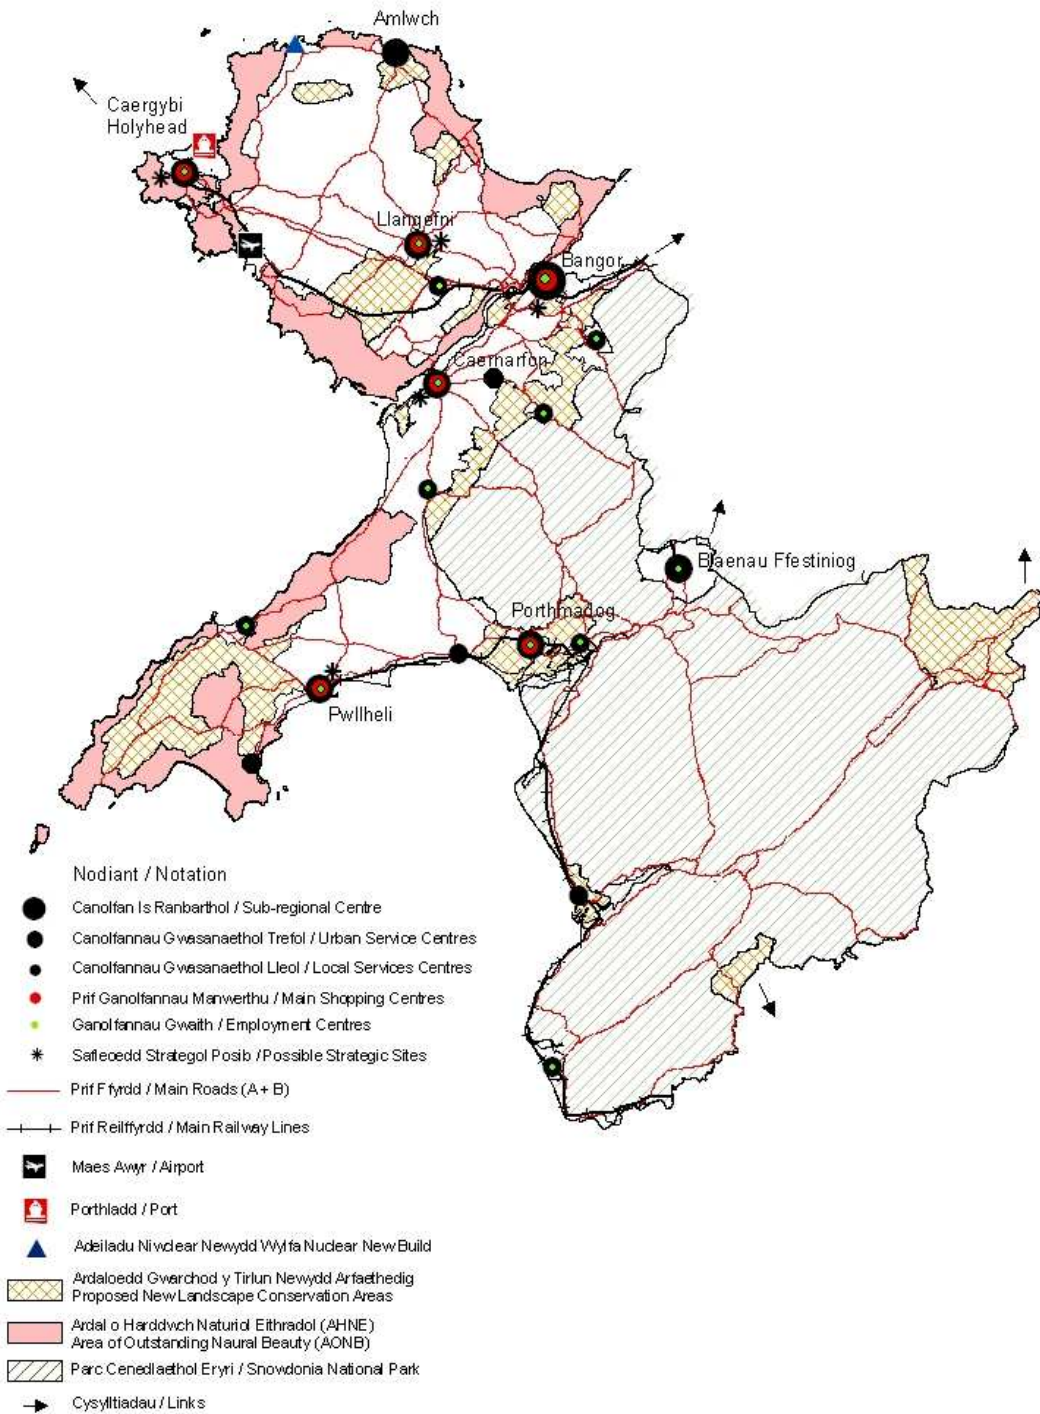 Amlwch
Caergybi
Holyhead
Llangefni
Bangor
Caernarfon
Blaenau Ffestiniog
Porthmadog
Pwllheli
Nodiant / Notation
Canolfan Is Ranbarthol / Sub-regional Centre
Canolfannau Gwasanaethol Trefol / Urban Service Centres
Canolfannau Gwasanaethol Lleol / Local Services Centres
Prif Ganolfannau Manwerthu / Main Shopping Centres
Ganolfannau Gwaith / Employment Centres
Safleoedd Strategol Posib / Possible Strategic Sites
Prif Ffyrdd / Main Roads (A + B)
Prif Reilffyrdd / Main Railway Lines
Maes Awyr / Airport
Porthladd / Port
Adeiladu Niwclear Newydd Wylfa Nuclear New Build
Ardaloedd Gwarchod y Tirlun Newydd Arfaethedig
Proposed New Landscape Conservation Areas
Ardal o Harddwch Naturiol Eithradol (AHNE)
Area of Outstanding Naural Beauty (AONB)
Parc Cenedlaethol Eryri / Snowdonia National Park
Cysylltiadau / Links